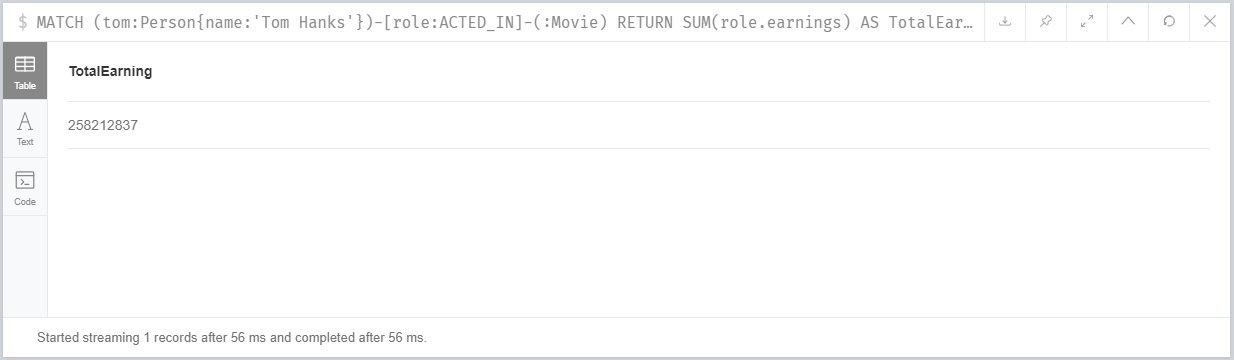 $ MATCH (tom:Person{name:'Tom Hanks'})-[role:ACTED_IN]-(:Movie) RETURN SUM(role.earnings) AS TotalEar…
Table
TotalEarning
258212837
Text
Code
Started streaming 1 records after 56 ms and completed after 56 ms.